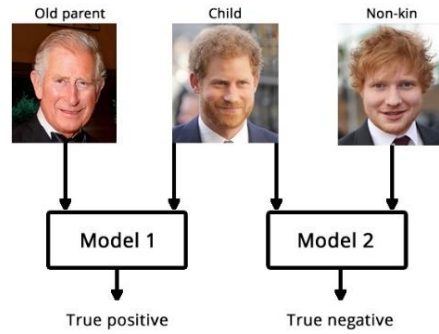 Old parent
Child
Non-kin
Model 1
Model 2
True positive
True negative